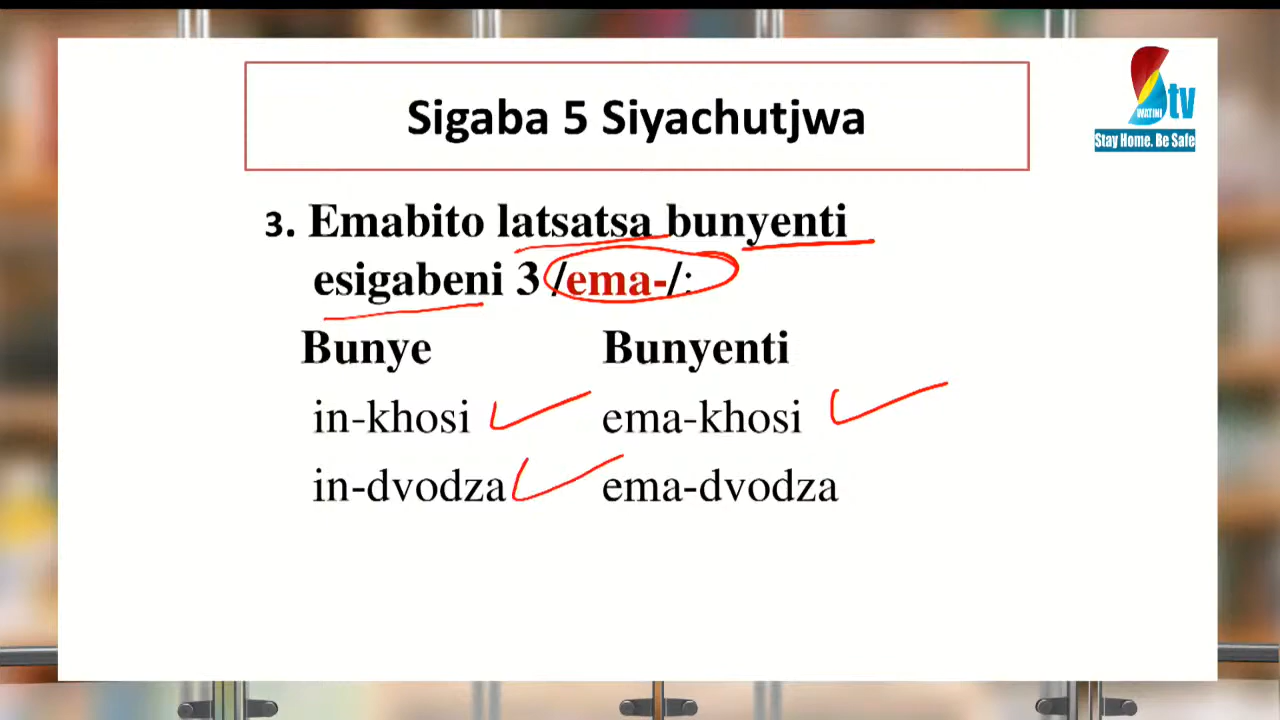 Sigaba 5 Siyachutjwa
tv
WATINI
Stay Home. Be Safe
3. Emabito latsatsa bunyenti
esigabeni 3 /ema-/:
Bunye Bunyenti
in-khosi ema-khosi
in-dvodza ema-dvodza